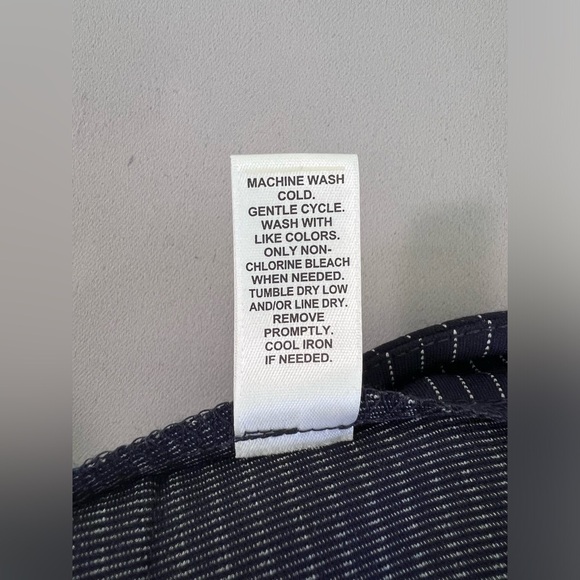 MACHINE WASH
COLD.
GENTLE CYCLE.
WASH WITH
LIKE COLORS.
ONLY NON-
CHLORINE BLEACH
WHEN NEEDED.
TUMBLE DRY LOW
AND/OR LINE DRY.
REMOVE
PROMPTLY.
COOL IRON
IF NEEDED.